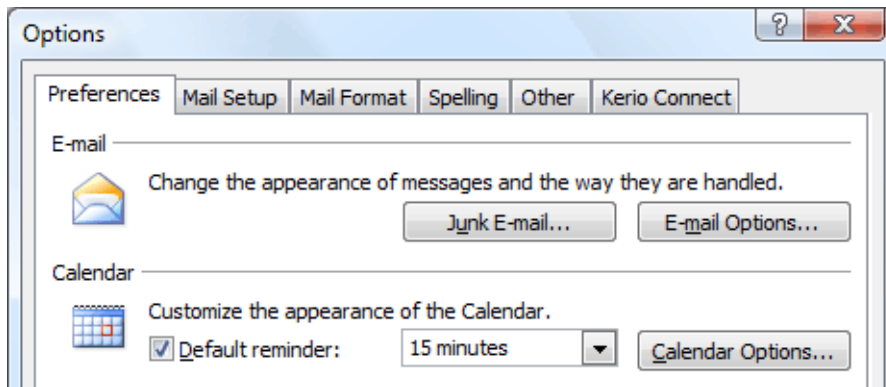 Options
Preferences Mail Setup Mail Format Spelling Other Kerio Connect
E-mail
Change the appearance of messages and the way they are handled.
Junk E-mail... E-mail Options...
Calendar
Customize the appearance of the Calendar.
Default reminder: 15 minutes Calendar Options...